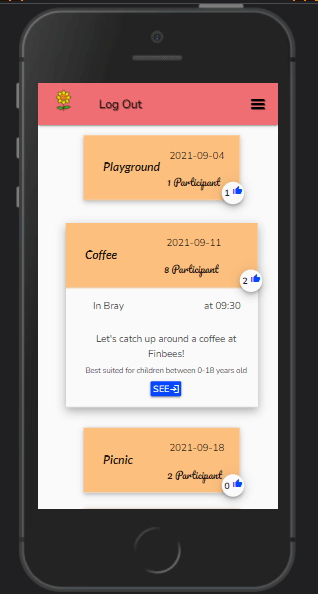 Log Out
Playground
2021-09-04
1 Participant
1
Coffee
2021-09-11
8 Participant
2
In Bray
at 09:30
Let's catch up around a coffee at
Finbees!
Best suited for children between 0-18 years old
SEE
Picnic
2021-09-18
2 Participant
0